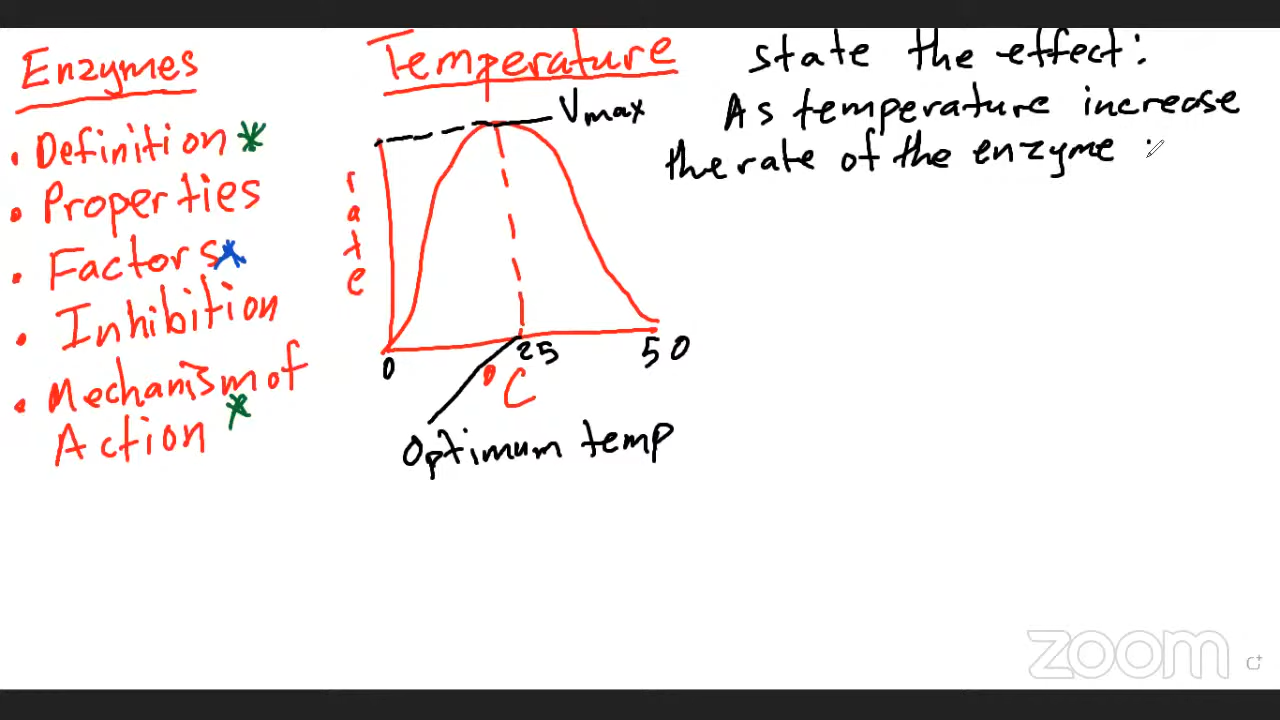 Enzymes
• Definition *
• Properties
• Factors *
• Inhibition
• Mechanism of
Action *
Temperature
Vmax
rate
0
25
50
°C
Optimum temp
state the effect:
As temperature increase
the rate of the enzyme
zoom